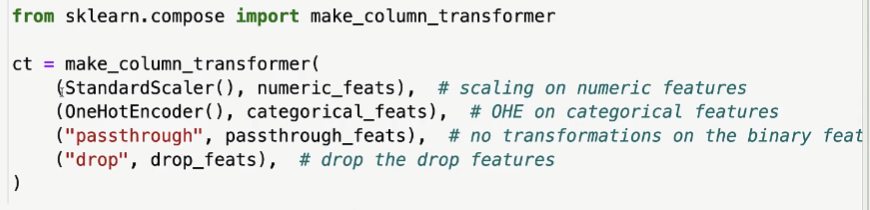 from sklearn.compose import make_column_transformer
ct = make_column_transformer(
(StandardScaler(), numeric_feats),  # scaling on numeric features
(OneHotEncoder(), categorical_feats),  # OHE on categorical features
("passthrough", passthrough_feats),  # no transformations on the binary feat
("drop", drop_feats),  # drop the drop features
)